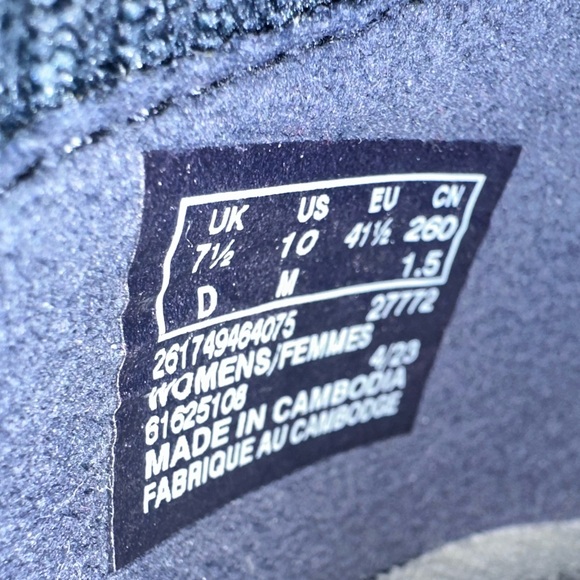 UK US EU CN
7½ 10 41½ 260
D M 1.5
261749464075 27772
WOMENS/FEMMES
61625108 4/23
MADE IN CAMBODIA
FABRIQUE AU CAMBODGE